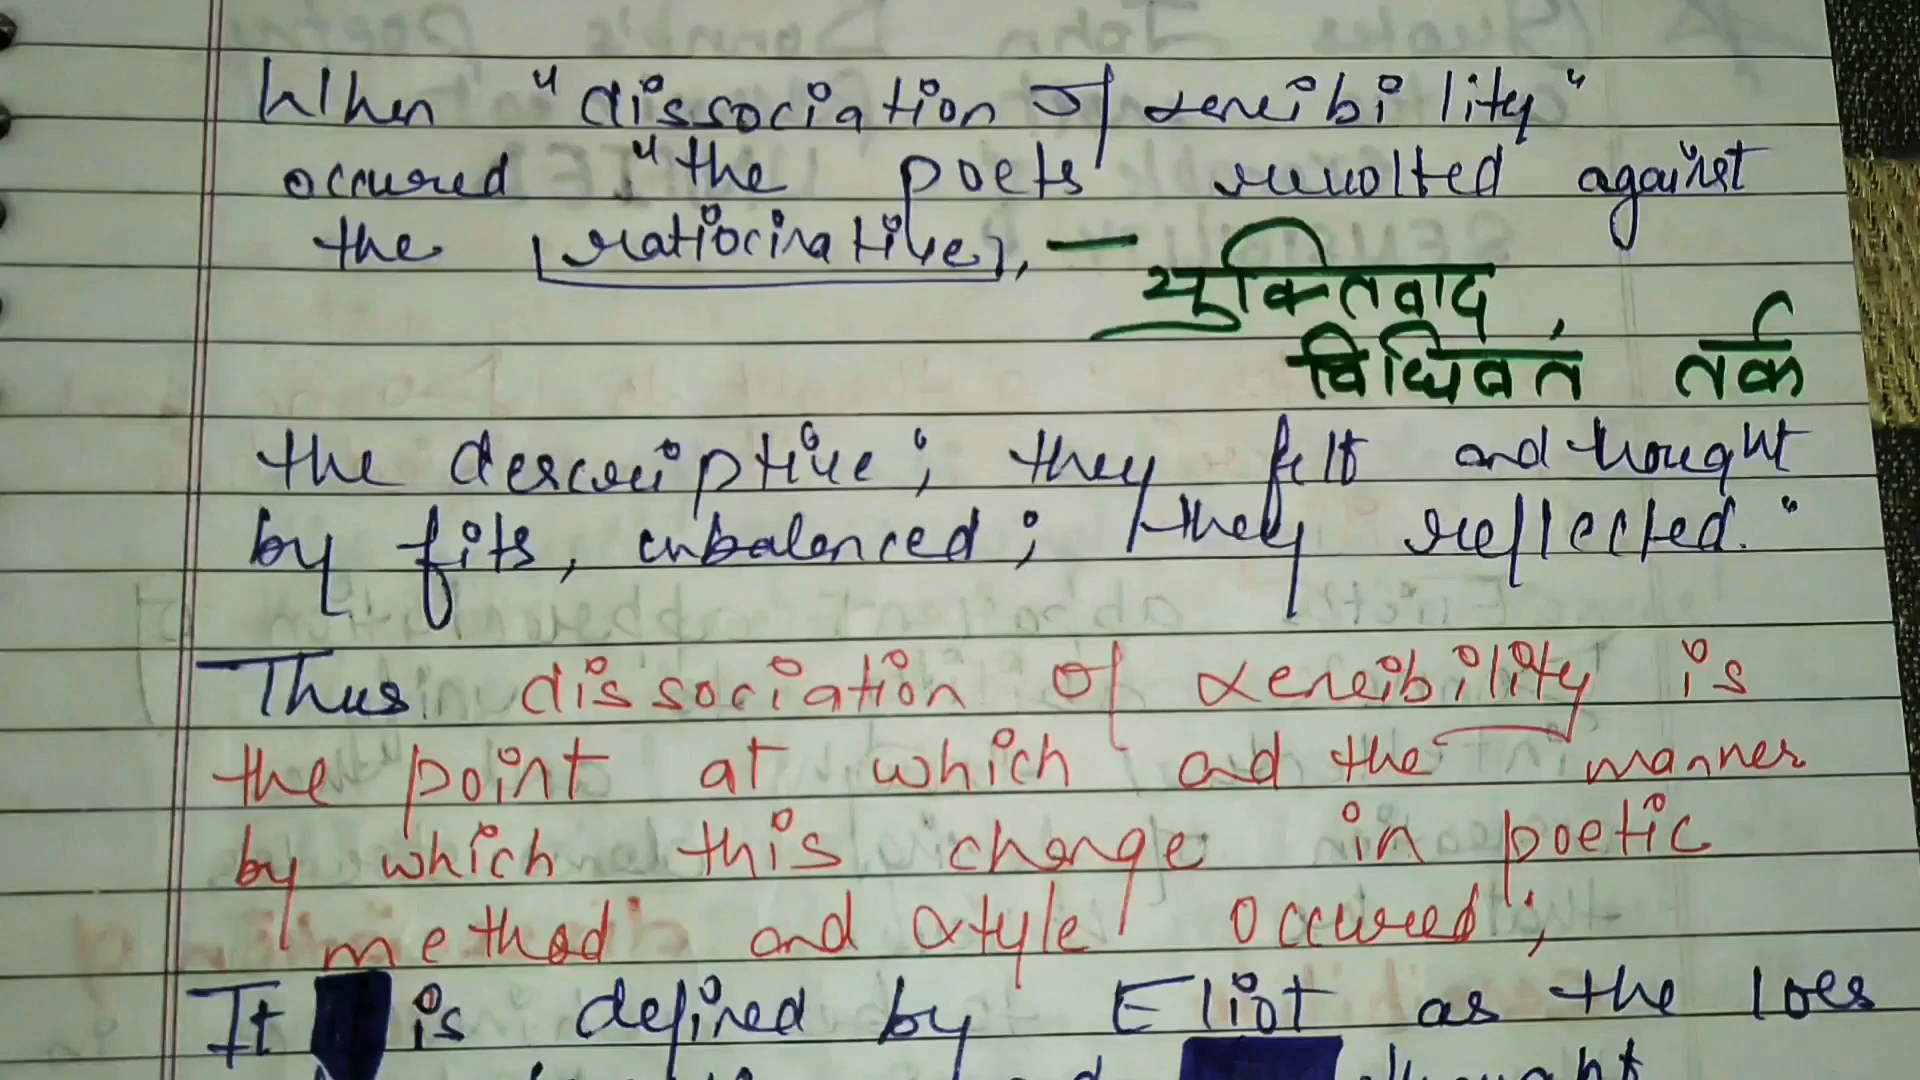 When "dissociation of sensibility"
occured "the poets revolted against
the ratiocinative, —
युक्तिवाद,
विधिवत तर्क
the descriptive; they felt and thought
by fits, unbalanced; they reflected."
Thus dissociation of sensibility is
the point at which and the manner
by which this change in poetic
method and style occured;
It is defined by Eliot as the loss